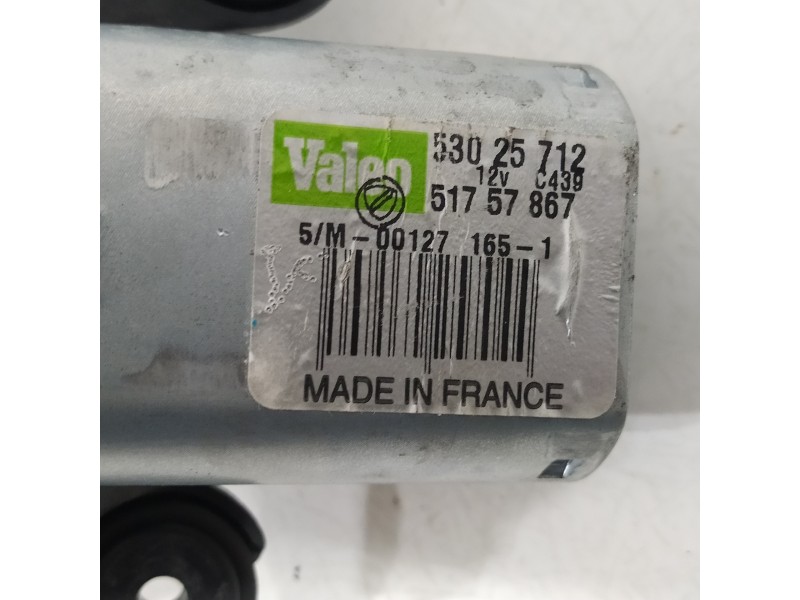 Valeo
530 25 712
12V C439
517 57 867
5/M-00127 165-1
MADE IN FRANCE